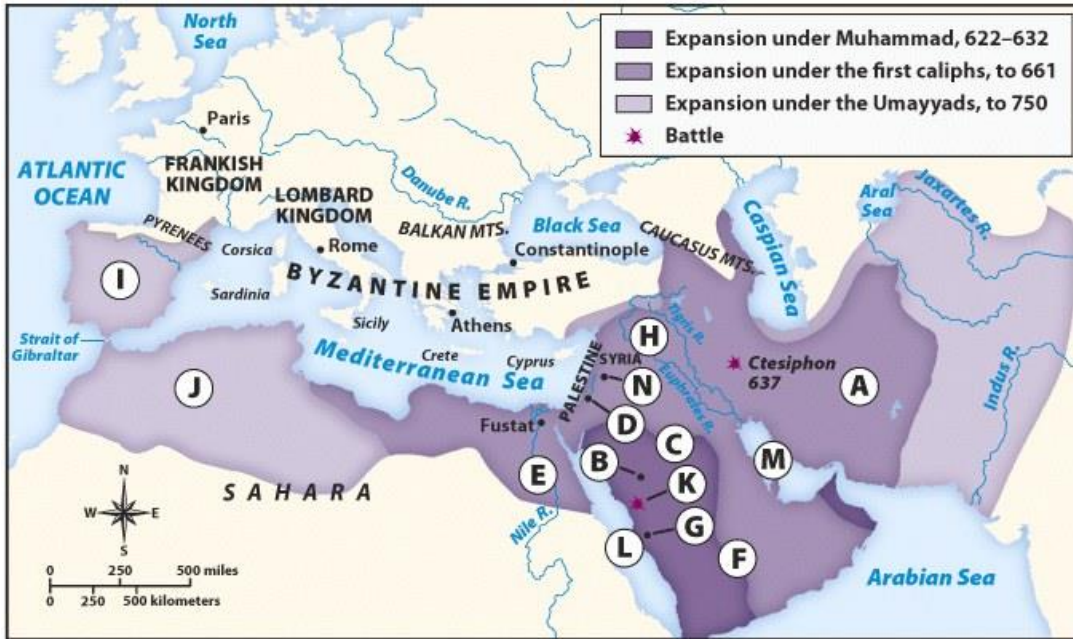 North
Sea
Expansion under Muhammad, 622–632
Expansion under the first caliphs, to 661
Expansion under the Umayyads, to 750
Battle
Paris
ATLANTIC
OCEAN
FRANKISH
KINGDOM
LOMBARD
KINGDOM
Danube R.
Aral
Sea
Jaxartes R.
PYRENEES
Corsica
Rome
BALKAN MTS.
Black Sea
Constantinople
CAUCASUS MTS.
Caspian Sea
I
Sardinia
BYZANTINE EMPIRE
Sicily
Athens
Strait of
Gibraltar
Mediterranean Sea
Crete
Cyprus
Tigris R.
H
SYRIA
Euphrates R.
Ctesiphon
637
A
Indus R.
J
PALESTINE
N
Fustat
D
B
C
M
E
K
SAHARA
Nile R.
L
G
F
Arabian Sea
N
W
E
S
0 250 500 miles
0 250 500 kilometers